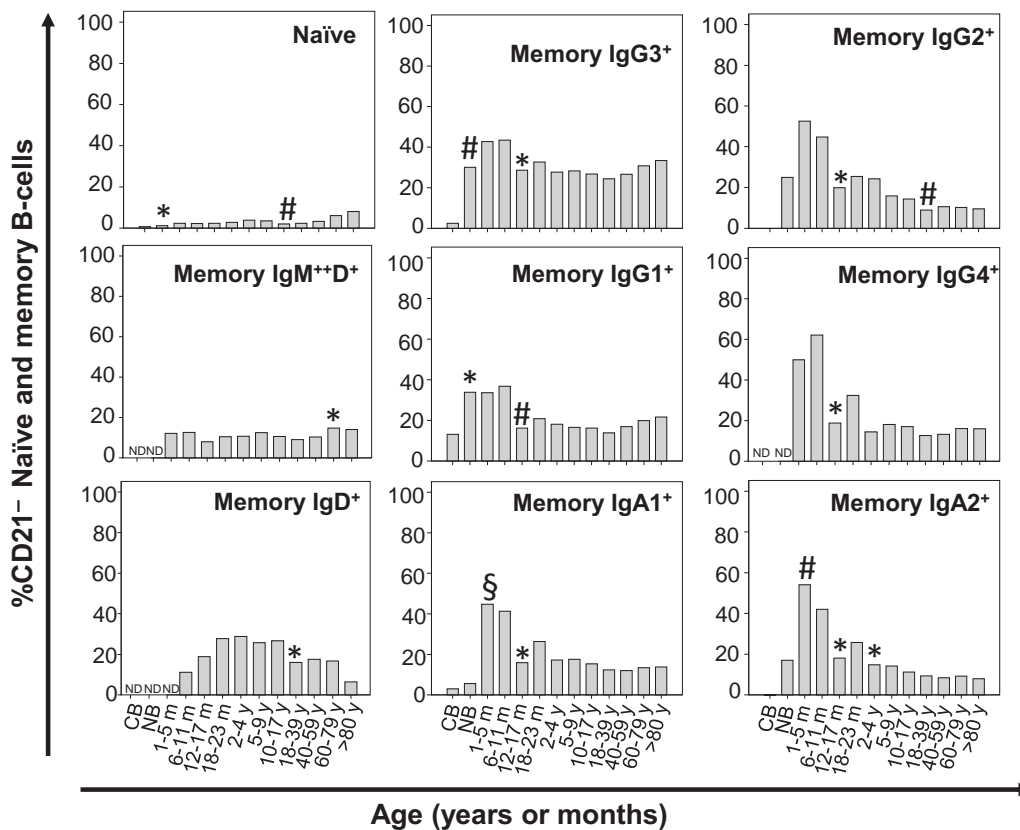 %CD21⁻ Naïve and memory B-cells
Naïve
100
80
60
40
20
0
*
#
Memory IgG3⁺
100
80
60
40
20
0
#
*
Memory IgG2⁺
100
80
60
40
20
0
*
#
Memory IgM⁺⁺D⁺
100
80
60
40
20
0
NDND
*
Memory IgG1⁺
100
80
60
40
20
0
*
#
Memory IgG4⁺
100
80
60
40
20
0
ND ND
*
Memory IgD⁺
100
80
60
40
20
0
NDNDND
*
Memory IgA1⁺
100
80
60
40
20
0
§
*
Memory IgA2⁺
100
80
60
40
20
0
#
*
*
CB
NB
1-5 m
6-11 m
12-17 m
18-23 m
2-4 y
5-9 y
10-17 y
18-39 y
40-59 y
60-79 y
>80 y
CB
NB
1-5 m
6-11 m
12-17 m
18-23 m
2-4 y
5-9 y
10-17 y
18-39 y
40-59 y
60-79 y
>80 y
CB
NB
1-5 m
6-11 m
12-17 m
18-23 m
2-4 y
5-9 y
10-17 y
18-39 y
40-59 y
60-79 y
>80 y
Age (years or months)